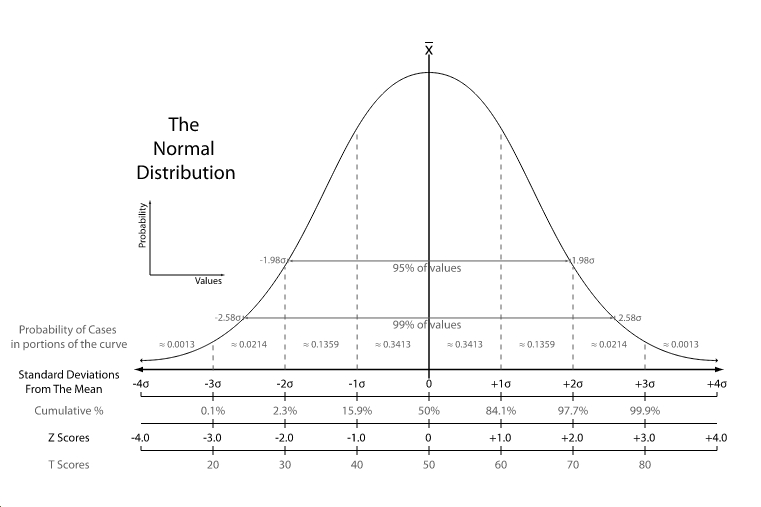 X̅
The
Normal
Distribution
Probability
Values
-1.98σ 1.98σ
95% of values
-2.58σ 2.58σ
99% of values
Probability of Cases
in portions of the curve
≈ 0.0013 ≈ 0.0214 ≈ 0.1359 ≈ 0.3413 ≈ 0.3413 ≈ 0.1359 ≈ 0.0214 ≈ 0.0013
Standard Deviations
From The Mean
-4σ -3σ -2σ -1σ 0 +1σ +2σ +3σ +4σ
Cumulative % 0.1% 2.3% 15.9% 50% 84.1% 97.7% 99.9%
Z Scores -4.0 -3.0 -2.0 -1.0 0 +1.0 +2.0 +3.0 +4.0
T Scores 20 30 40 50 60 70 80